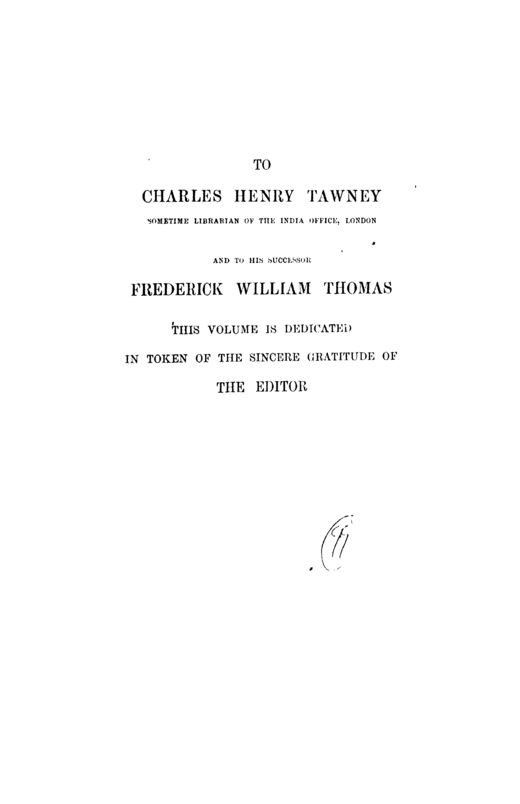 TO
CHARLES HENRY TAWNEY
SOMETIME LIBRARIAN OF THE INDIA OFFICE, LONDON
AND TO HIS SUCCESSOR
FREDERICK WILLIAM THOMAS
THIS VOLUME IS DEDICATED
IN TOKEN OF THE SINCERE GRATITUDE OF
THE EDITOR